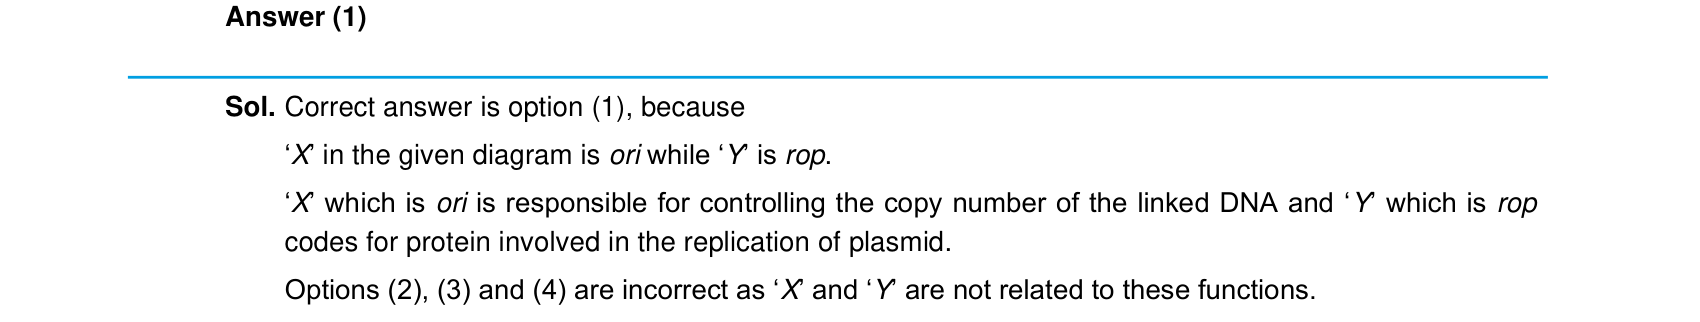 Answer (1)
Sol. Correct answer is option (1), because
‘X’ in the given diagram is ori while ‘Y’ is rop.
‘X’ which is ori is responsible for controlling the copy number of the linked DNA and ‘Y’ which is rop
codes for protein involved in the replication of plasmid.
Options (2), (3) and (4) are incorrect as ‘X’ and ‘Y’ are not related to these functions.